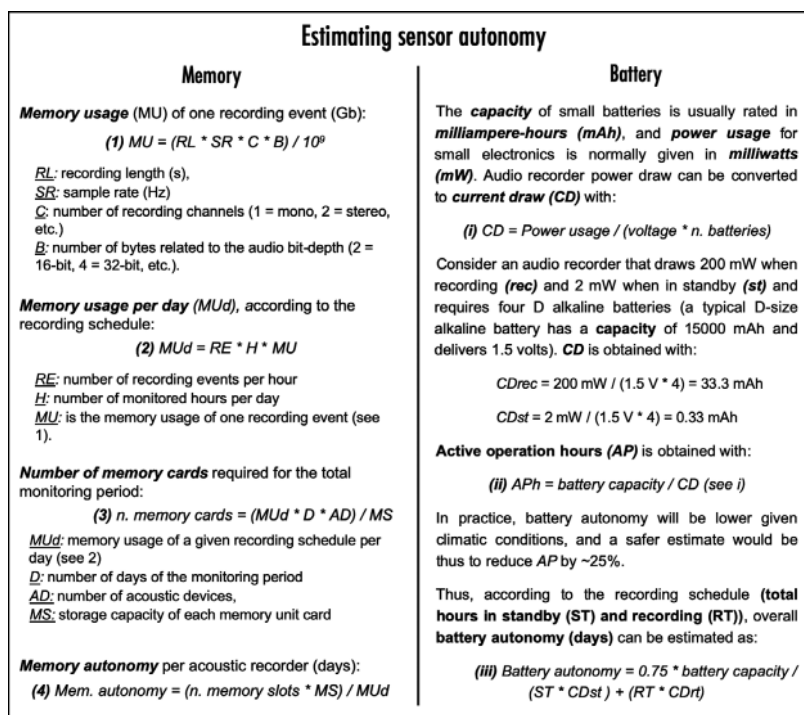 Estimating sensor autonomy
Memory
Memory usage (MU) of one recording event (Gb):
(1) MU = (RL * SR * C * B) / 10⁹
RL: recording length (s),
SR: sample rate (Hz)
C: number of recording channels (1 = mono, 2 = stereo,
etc.)
B: number of bytes related to the audio bit-depth (2 =
16-bit, 4 = 32-bit, etc.).
Memory usage per day (MUd), according to the
recording schedule:
(2) MUd = RE * H * MU
RE: number of recording events per hour
H: number of monitored hours per day
MU: is the memory usage of one recording event (see
1).
Number of memory cards required for the total
monitoring period:
(3) n. memory cards = (MUd * D * AD) / MS
MUd: memory usage of a given recording schedule per
day (see 2)
D: number of days of the monitoring period
AD: number of acoustic devices,
MS: storage capacity of each memory unit card
Memory autonomy per acoustic recorder (days):
(4) Mem. autonomy = (n. memory slots * MS) / MUd
Battery
The capacity of small batteries is usually rated in
milliampere-hours (mAh), and power usage for
small electronics is normally given in milliwatts
(mW). Audio recorder power draw can be converted
to current draw (CD) with:
(i) CD = Power usage / (voltage * n. batteries)
Consider an audio recorder that draws 200 mW when
recording (rec) and 2 mW when in standby (st) and
requires four D alkaline batteries (a typical D-size
alkaline battery has a capacity of 15000 mAh and
delivers 1.5 volts). CD is obtained with:
CDrec = 200 mW / (1.5 V * 4) = 33.3 mAh
CDst = 2 mW / (1.5 V * 4) = 0.33 mAh
Active operation hours (AP) is obtained with:
(ii) APh = battery capacity / CD (see i)
In practice, battery autonomy will be lower given
climatic conditions, and a safer estimate would be
thus to reduce AP by ~25%.
Thus, according to the recording schedule (total
hours in standby (ST) and recording (RT)), overall
battery autonomy (days) can be estimated as:
(iii) Battery autonomy = 0.75 * battery capacity /
(ST * CDst ) + (RT * CDrt)